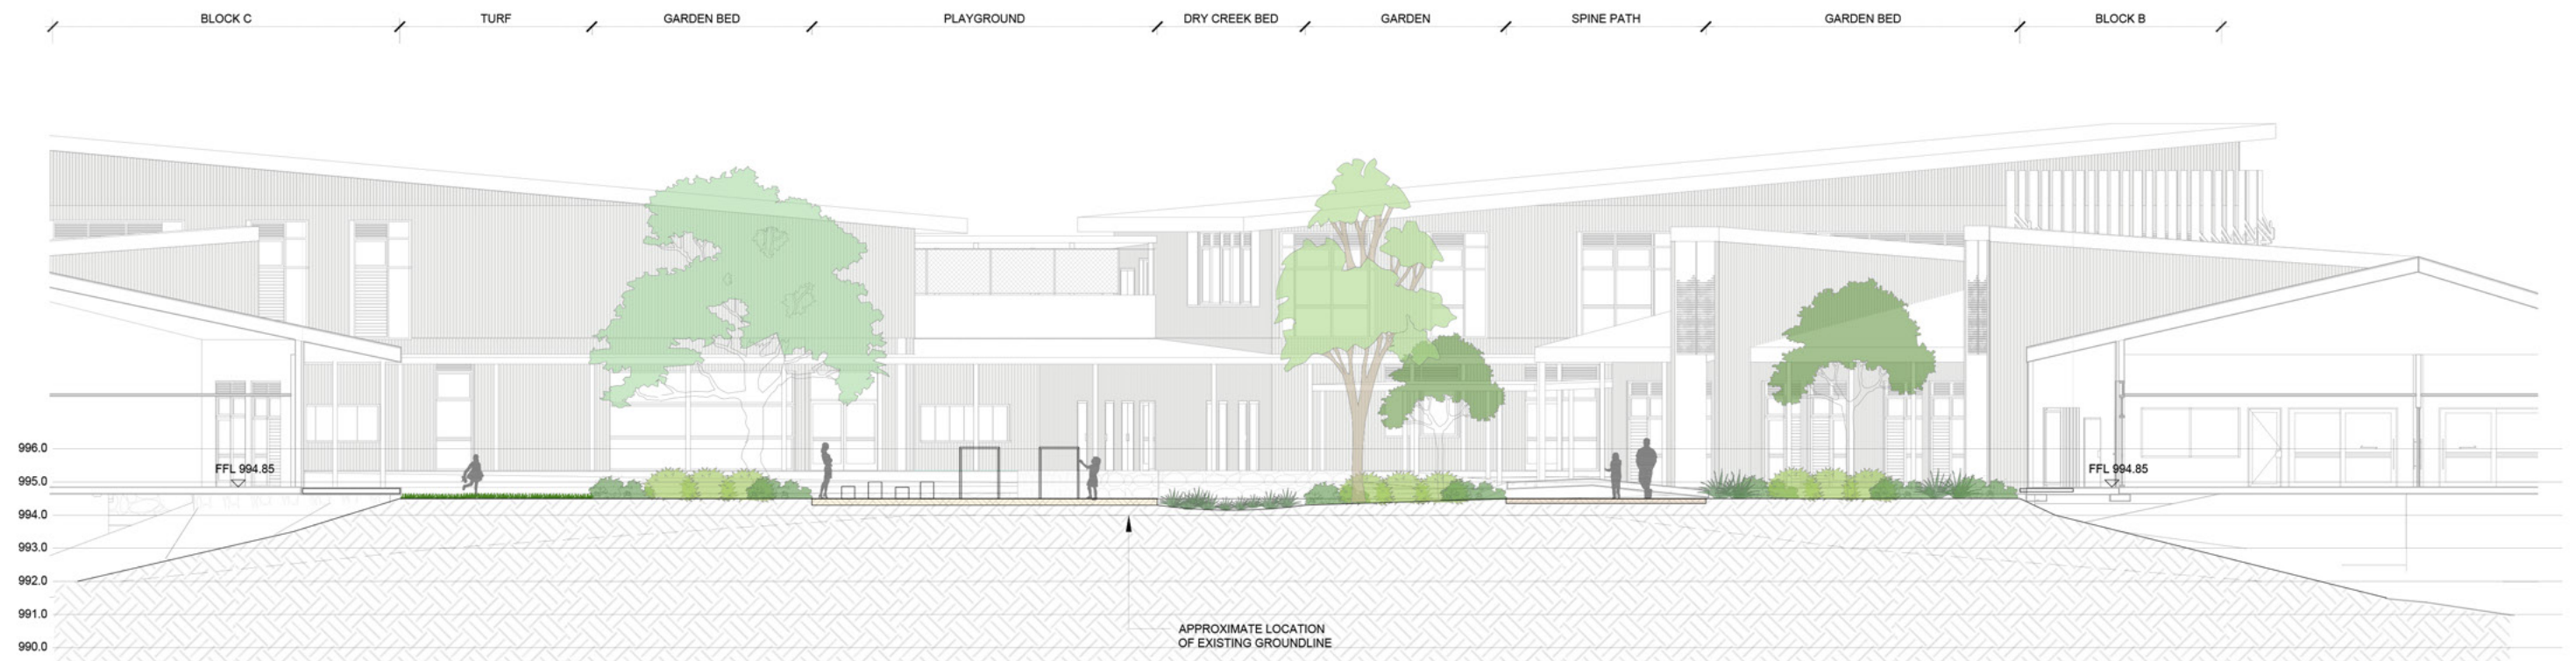 BLOCK C TURF GARDEN BED PLAYGROUND DRY CREEK BED GARDEN SPINE PATH GARDEN BED BLOCK B
996.0
FFL 994.85 FFL 994.85
995.0
994.0
993.0
992.0
991.0
APPROXIMATE LOCATION
OF EXISTING GROUNDLINE
990.0